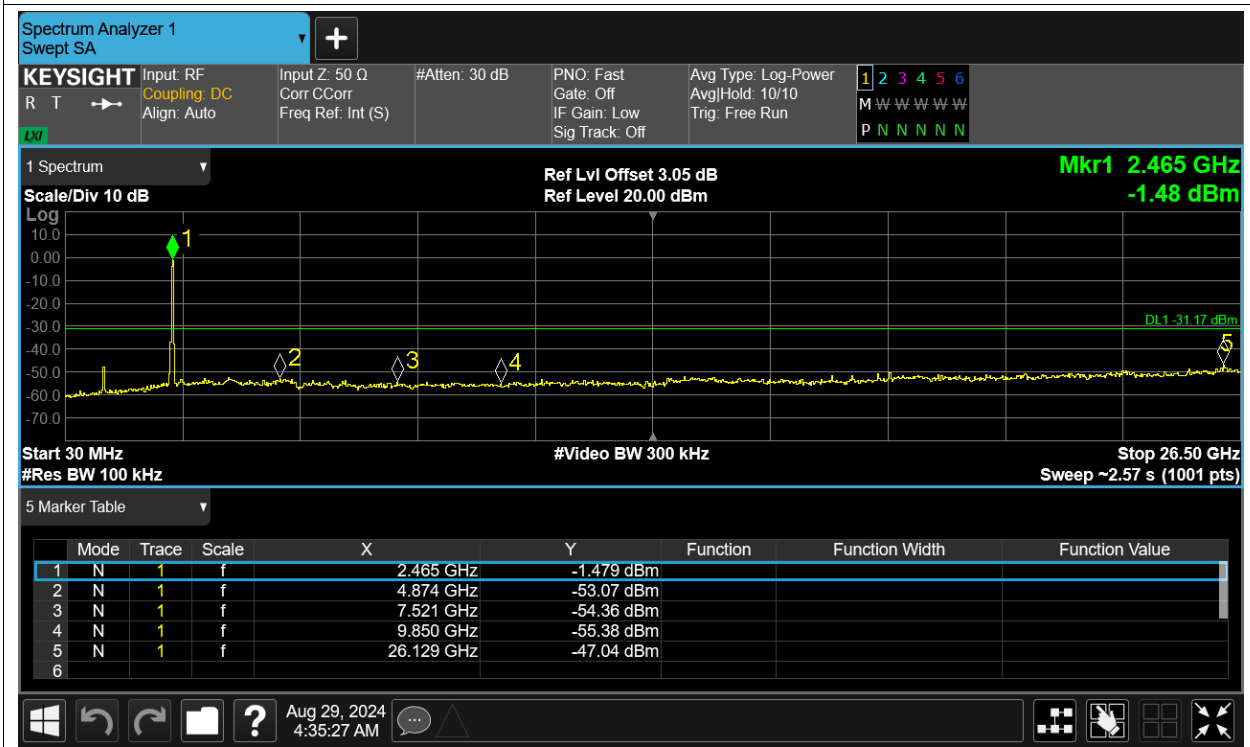 Spectrum Analyzer 1
Swept SA
KEYSIGHT Input: RF Input Z: 50 Ω #Atten: 30 dB PNO: Fast Avg Type: Log-Power 1 2 3 4 5 6
R T Coupling: DC Corr CCorr Gate: Off Avg|Hold: 10/10 M W W W W W
Align: Auto Freq Ref: Int (S) IF Gain: Low Trig: Free Run
LXI Sig Track: Off P N N N N N
1 Spectrum Ref Lvl Offset 3.05 dB Mkr1 2.465 GHz
Scale/Div 10 dB Ref Level 20.00 dBm -1.48 dBm
Log
10.0 1
0.00
-10.0
-20.0
-30.0 DL1 -31.17 dBm
-40.0 2 3 4 5
-50.0
-60.0
-70.0
Start 30 MHz #Video BW 300 kHz Stop 26.50 GHz
#Res BW 100 kHz Sweep ~2.57 s (1001 pts)
5 Marker Table
Mode Trace Scale X Y Function Function Width Function Value
1 N 1 f 2.465 GHz -1.479 dBm
2 N 1 f 4.874 GHz -53.07 dBm
3 N 1 f 7.521 GHz -54.36 dBm
4 N 1 f 9.850 GHz -55.38 dBm
5 N 1 f 26.129 GHz -47.04 dBm
6
? Aug 29, 2024
4:35:27 AM